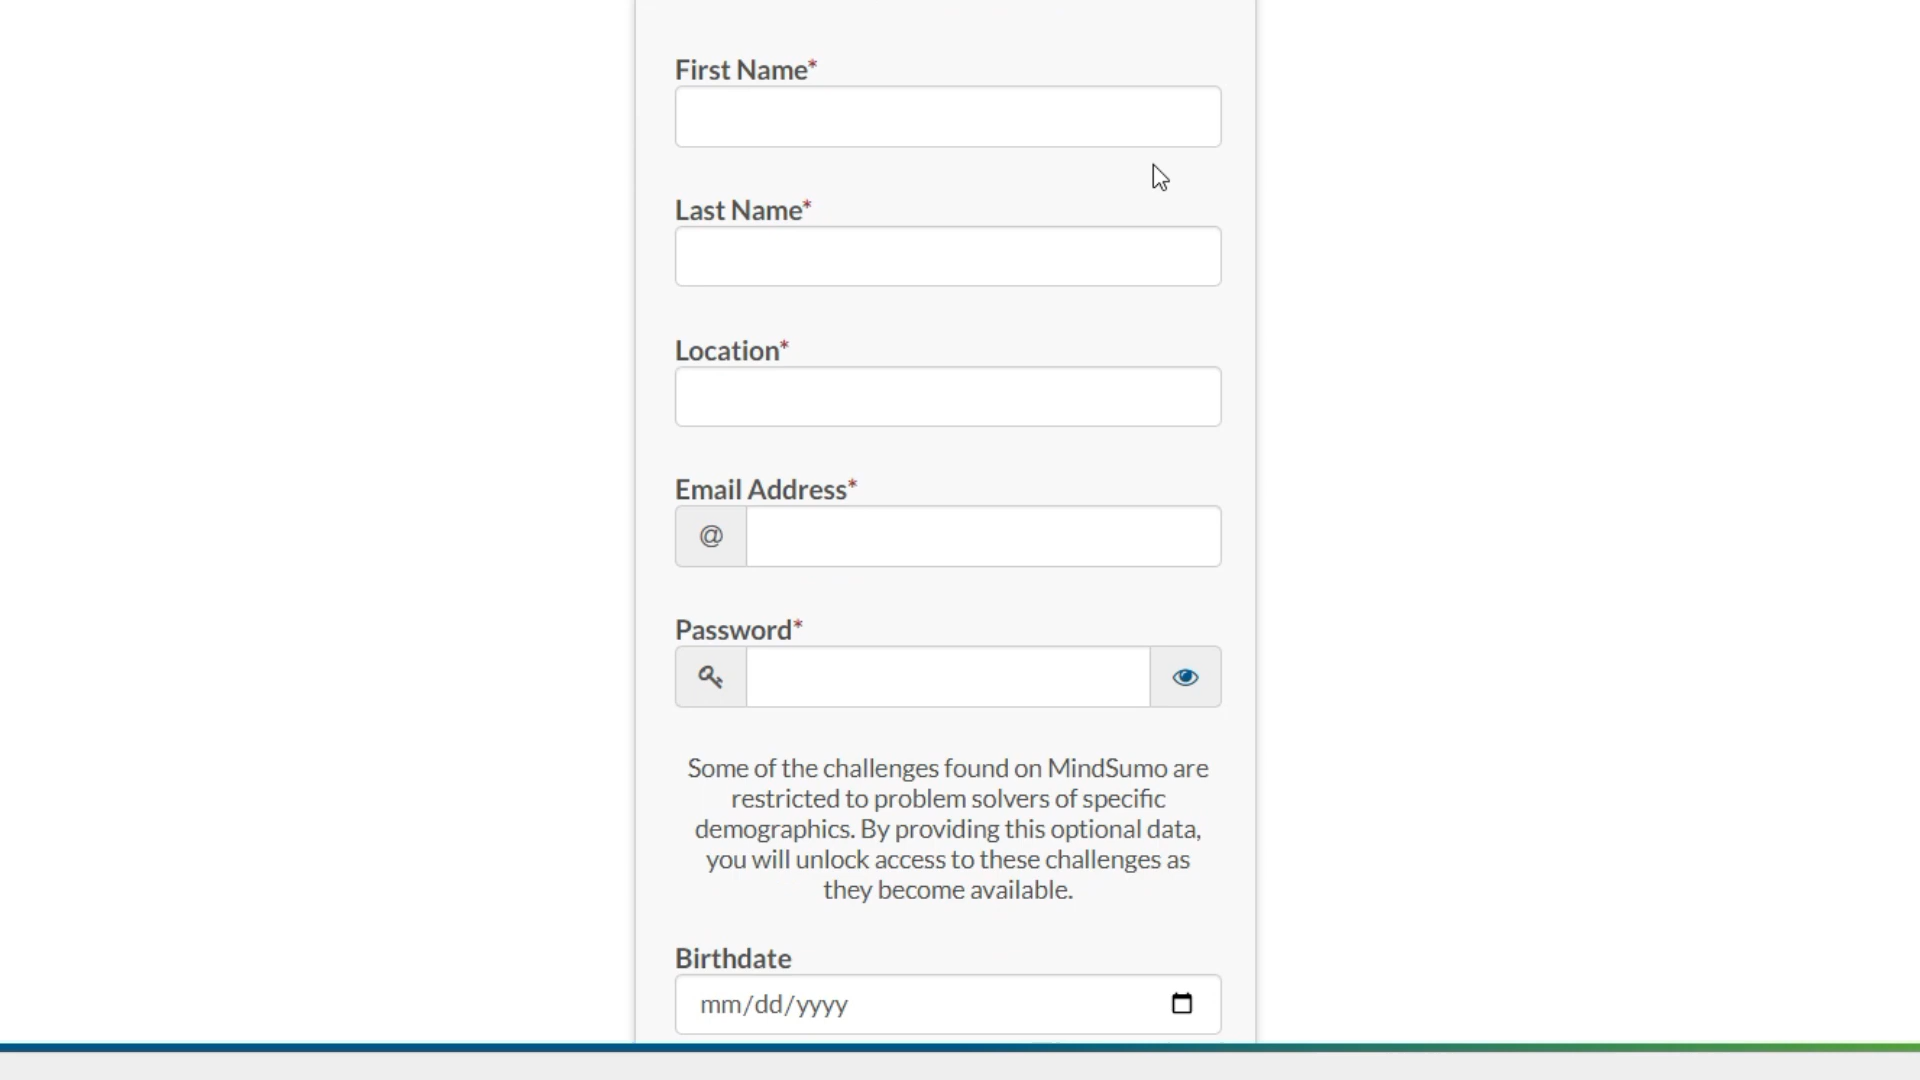 First Name*
Last Name*
Location*
Email Address*
@
Password*
Some of the challenges found on MindSumo are
restricted to problem solvers of specific
demographics. By providing this optional data,
you will unlock access to these challenges as
they become available.
Birthdate
mm/dd/yyyy